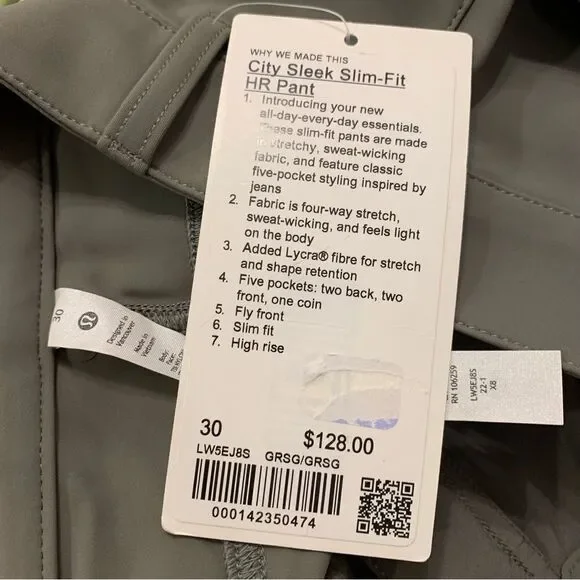 WHY WE MADE THIS
City Sleek Slim-Fit
HR Pant
1. Introducing your new
all-day-every-day essentials.
These slim-fit pants are made
in stretchy, sweat-wicking
fabric, and feature classic
five-pocket styling inspired by
jeans
2. Fabric is four-way stretch,
sweat-wicking, and feels light
on the body
3. Added Lycra® fibre for stretch
and shape retention
4. Five pockets: two back, two
front, one coin
5. Fly front
6. Slim fit
7. High rise
30 $128.00
LW5EJ8S GRSG/GRSG
000142350474
30
Designed in
Vancouver
Made in
Vietnam
Body
RN 106259
LW5EJ8S
22-1
X8